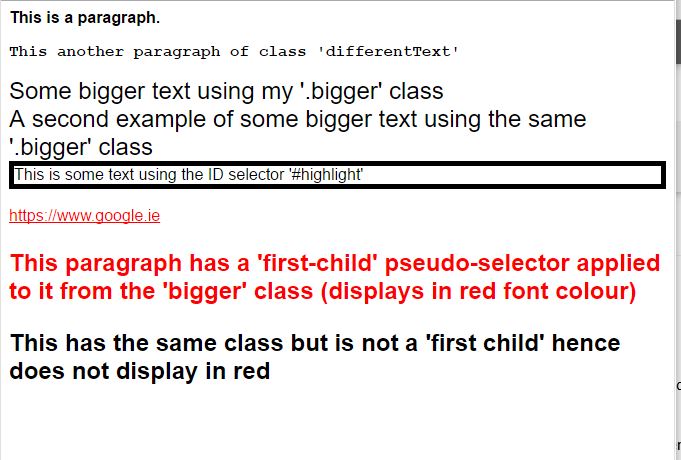 This is a paragraph.
This another paragraph of class 'differentText'
Some bigger text using my '.bigger' class
A second example of some bigger text using the same
'.bigger' class
This is some text using the ID selector '#highlight'
https://www.google.ie
This paragraph has a 'first-child' pseudo-selector applied
to it from the 'bigger' class (displays in red font colour)
This has the same class but is not a 'first child' hence
does not display in red